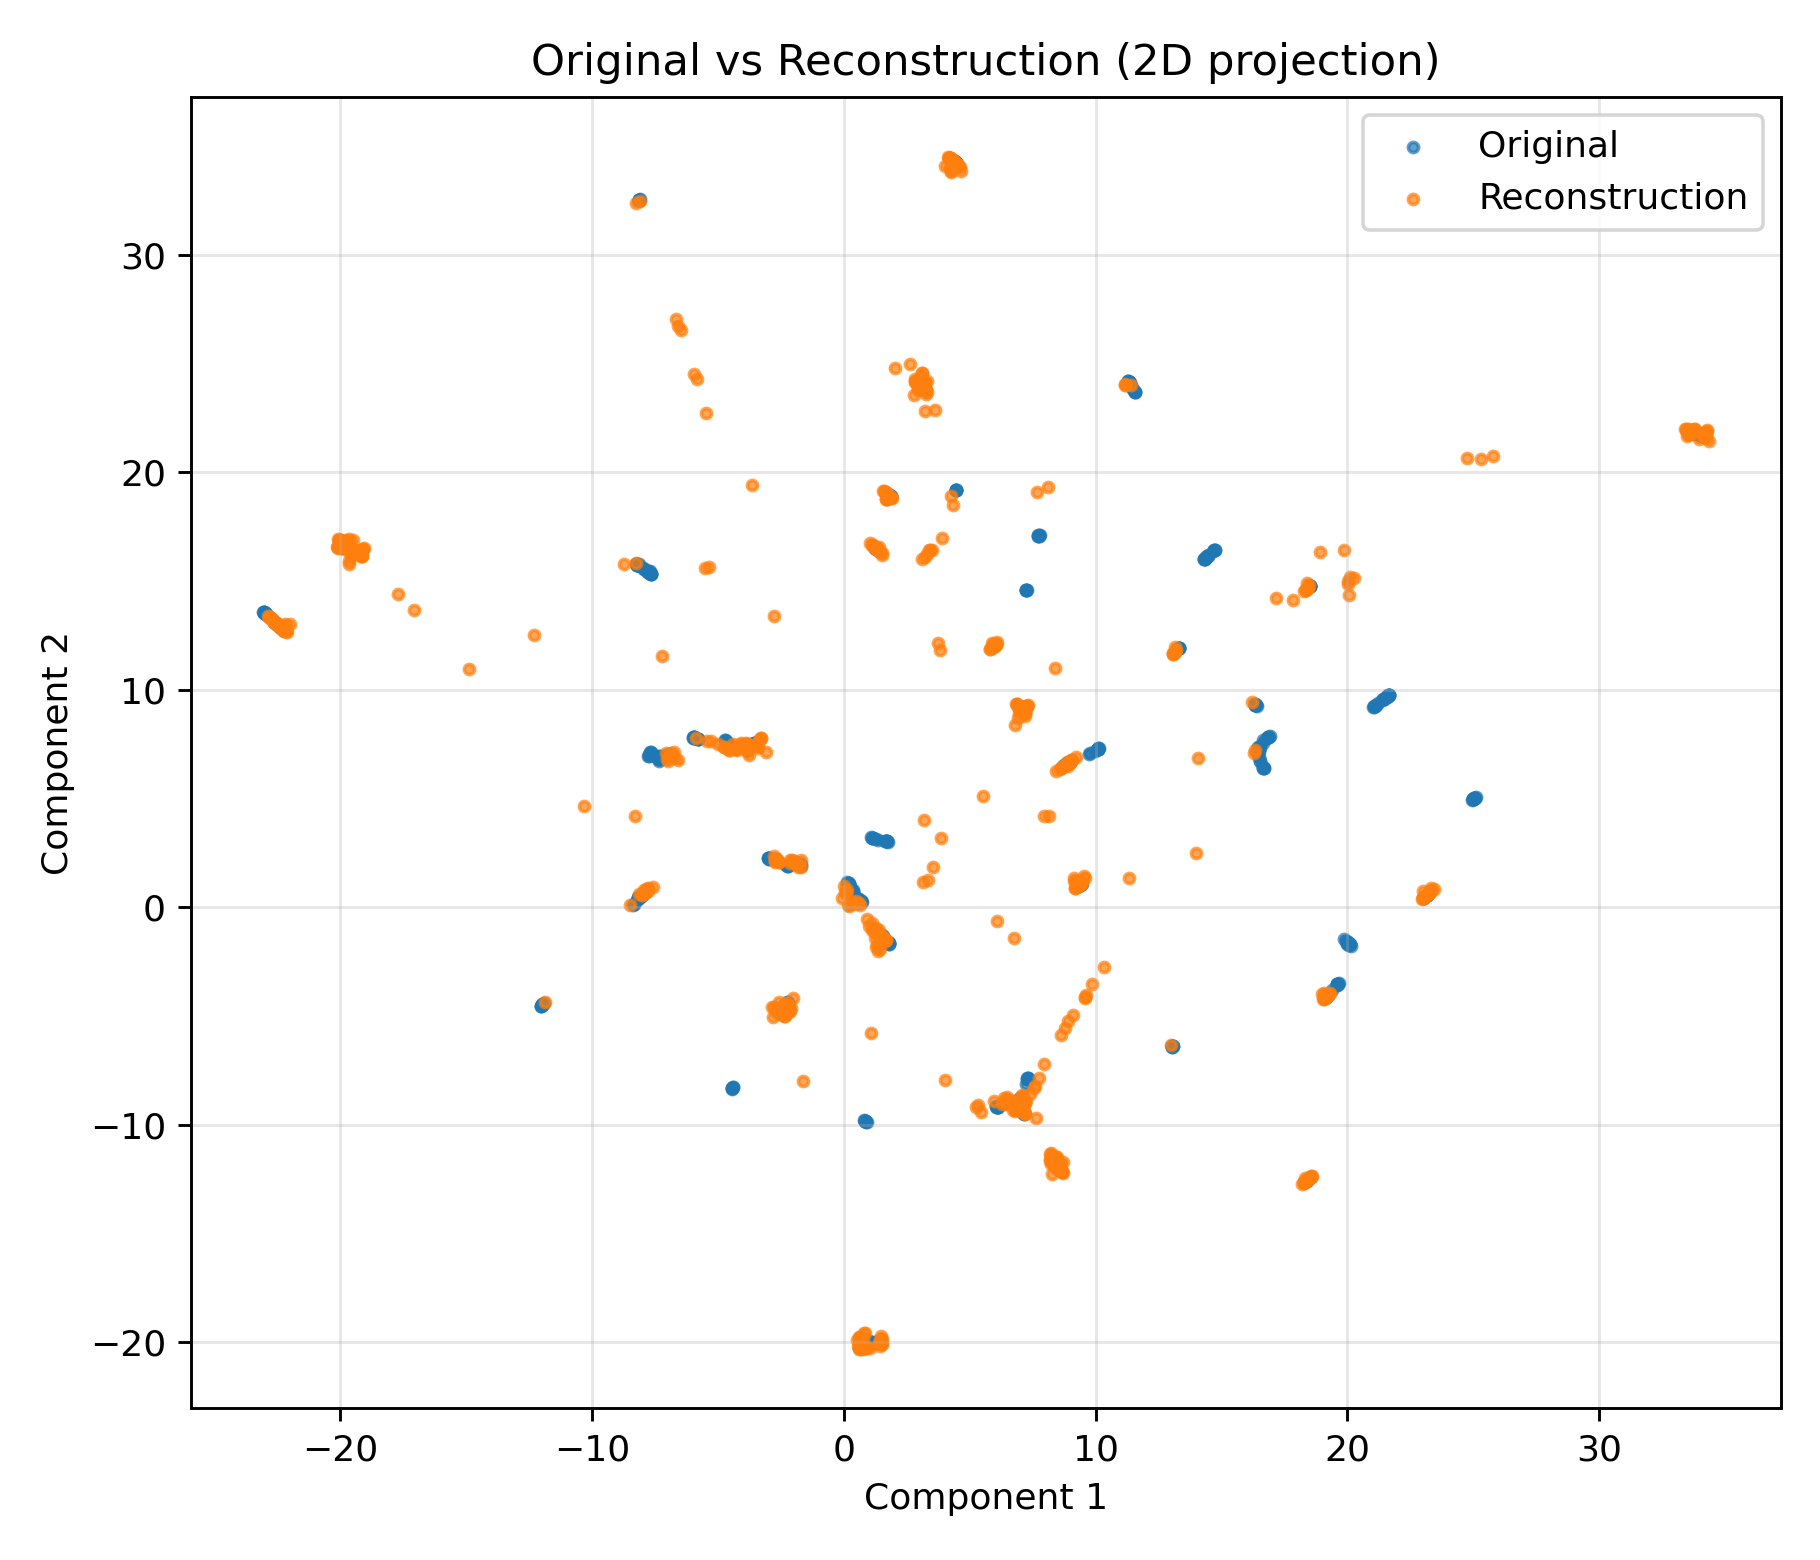 Original vs Reconstruction (2D projection)
Original
Reconstruction
30
20
10
0
−10
−20
Component 2
−20
−10
0
10
20
30
Component 1